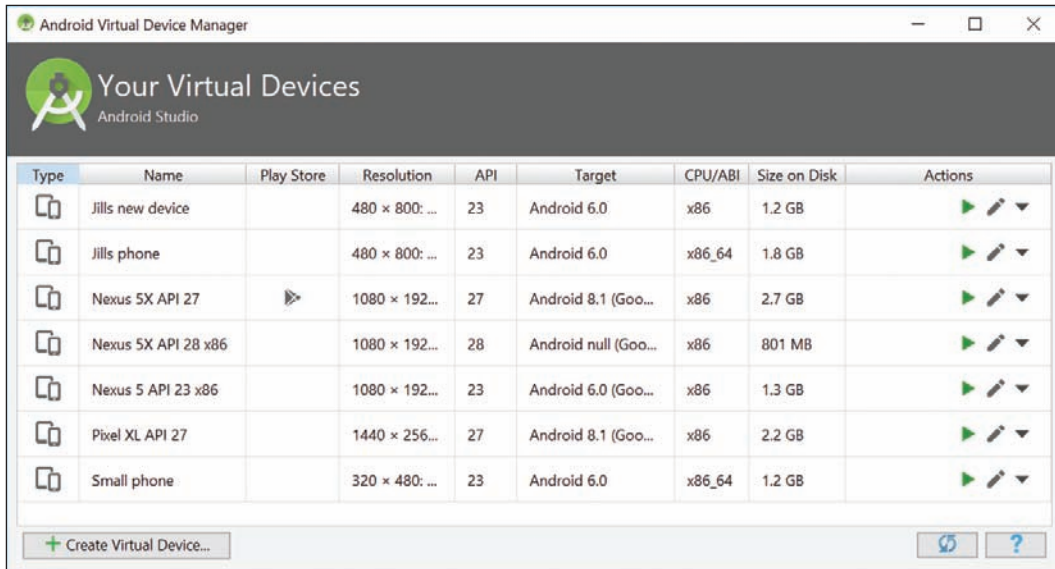 Android Virtual Device Manager
Your Virtual Devices
Android Studio
Type Name Play Store Resolution API Target CPU/ABI Size on Disk Actions
Jills new device 480 × 800: ... 23 Android 6.0 x86 1.2 GB
Jills phone 480 × 800: ... 23 Android 6.0 x86_64 1.8 GB
Nexus 5X API 27 1080 × 192... 27 Android 8.1 (Goo... x86 2.7 GB
Nexus 5X API 28 x86 1080 × 192... 28 Android null (Goo... x86 801 MB
Nexus 5 API 23 x86 1080 × 192... 23 Android 6.0 (Goo... x86 1.3 GB
Pixel XL API 27 1440 × 256... 27 Android 8.1 (Goo... x86 2.2 GB
Small phone 320 × 480: ... 23 Android 6.0 x86_64 1.2 GB
+ Create Virtual Device... ?